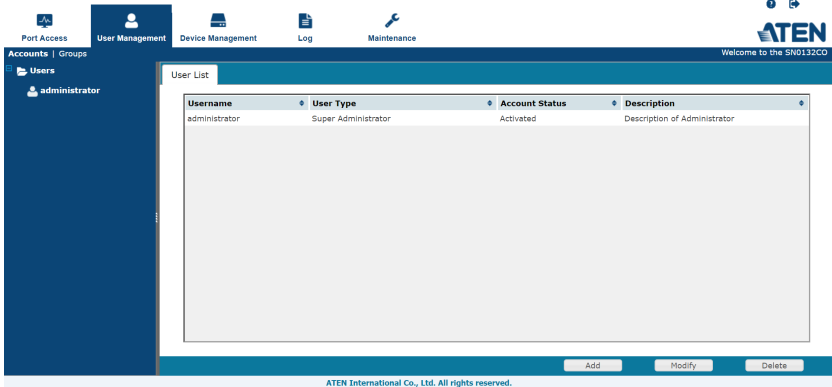 Port Access User Management Device Management Log Maintenance
ATEN
Accounts | Groups Welcome to the SN0132CO
Users
administrator
User List
Username User Type Account Status Description
administrator Super Administrator Activated Description of Administrator
Add Modify Delete
ATEN International Co., Ltd. All rights reserved.